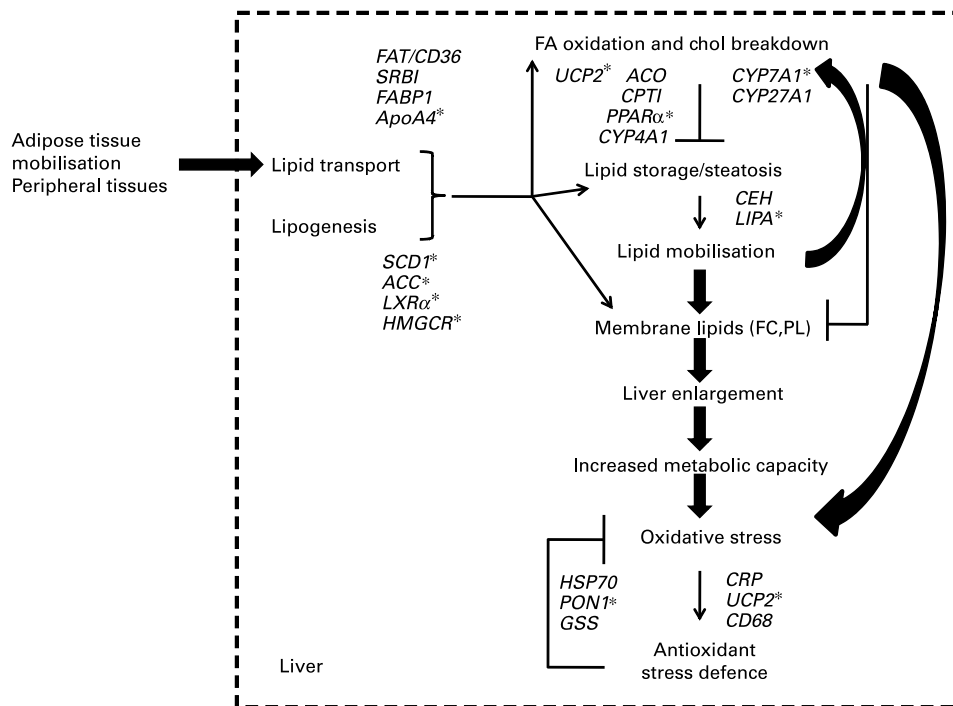 FA oxidation and chol breakdown
FAT/CD36
SRBI
FABP1
ApoA4*
UCP2*
ACO
CPTI
PPARα*
CYP4A1
CYP7A1*
CYP27A1
Adipose tissue
mobilisation
Peripheral tissues
Lipid transport
Lipogenesis
Lipid storage/steatosis
CEH
LIPA*
Lipid mobilisation
SCD1*
ACC*
LXRα*
HMGCR*
Membrane lipids (FC,PL)
Liver enlargement
Increased metabolic capacity
Oxidative stress
HSP70
PON1*
GSS
CRP
UCP2*
CD68
Antioxidant
stress defence
Liver